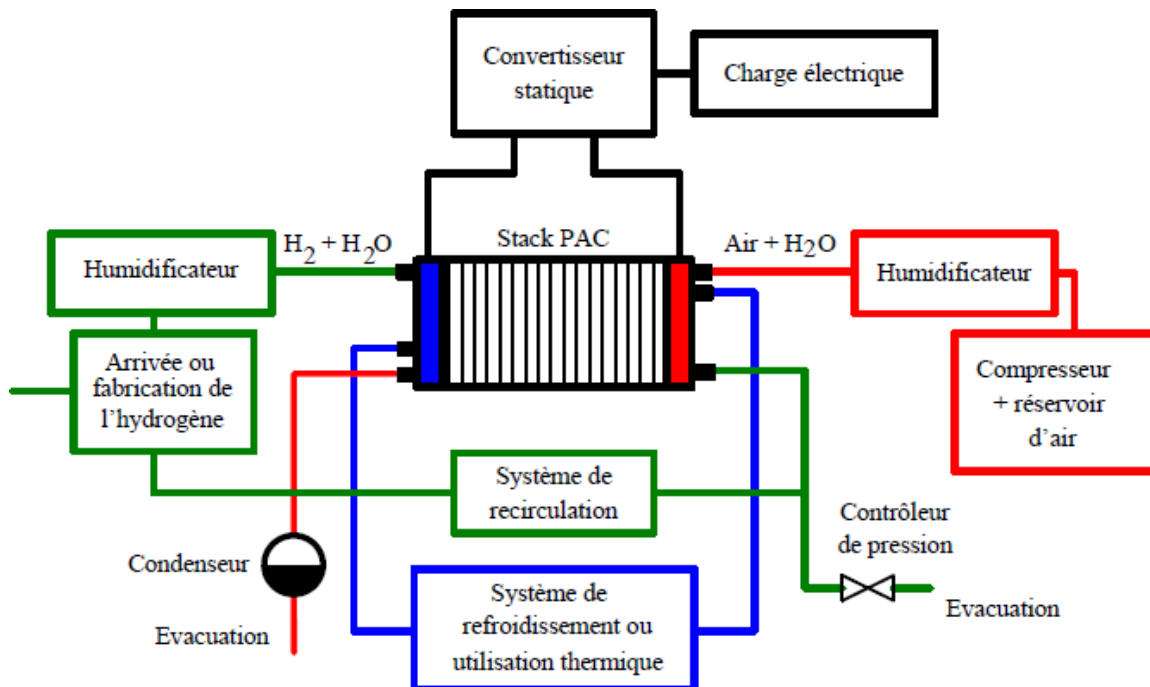 Convertisseur
statique
Charge électrique
H2 + H2O
Stack PAC
Air + H2O
Humidificateur
Humidificateur
Arrivée ou
fabrication de
l’hydrogène
Compresseur
+ réservoir
d’air
Système de
recirculation
Contrôleur
de pression
Condenseur
Evacuation
Système de
refroidissement ou
utilisation thermique
Evacuation